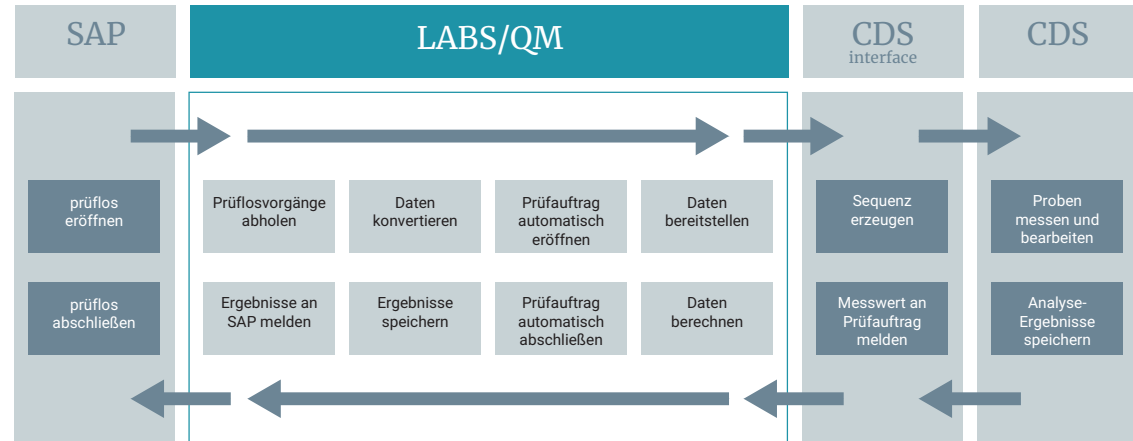 SAP
LABS/QM
CDS
interface
CDS
prüflos
eröffnen
Prüflosvorgänge
abholen
Daten
konvertieren
Prüfauftrag
automatisch
eröffnen
Daten
bereitstellen
Sequenz
erzeugen
Proben
messen und
bearbeiten
prüflos
abschließen
Ergebnisse an
SAP melden
Ergebnisse
speichern
Prüfauftrag
automatisch
abschließen
Daten
berechnen
Messwert an
Prüfauftrag
melden
Analyse-
Ergebnisse
speichern